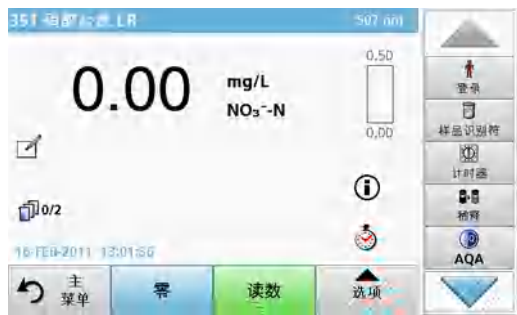 351 硝酸盐 LR
507 nm
0.00
mg/L
NO₃⁻-N
0.50
0.00
0/2
16-FEB-2011 13:01:56
主
菜单
零
读数
选项
登录
样品识别符
计时器
稀释
AQA